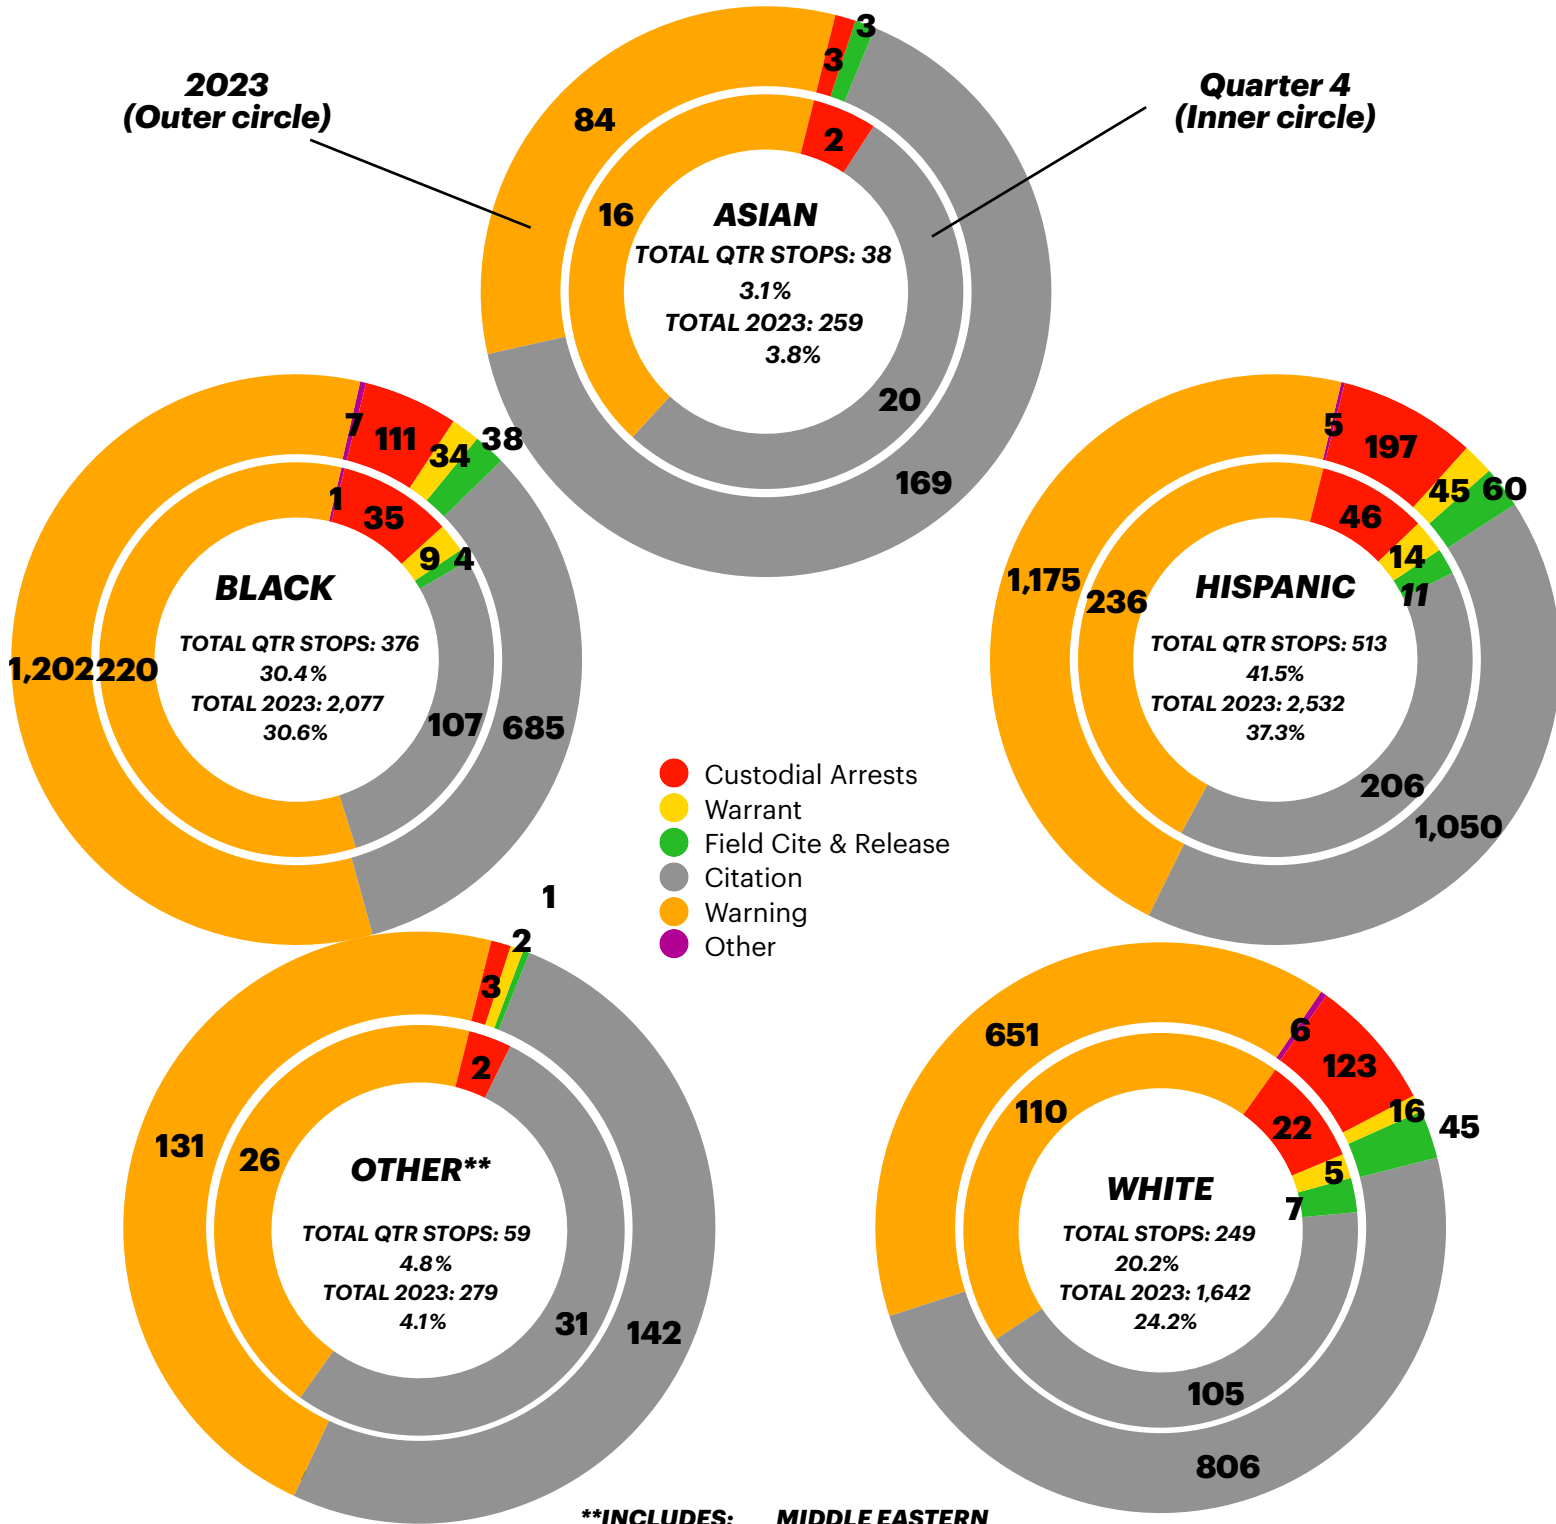 2023
(Outer circle)
Quarter 4
(Inner circle)
3
3
84
2
16
ASIAN
TOTAL QTR STOPS: 38
3.1%
TOTAL 2023: 259
3.8%
20
169
7
111
34
38
1
35
9
4
BLACK
1,202
220
TOTAL QTR STOPS: 376
30.4%
TOTAL 2023: 2,077
30.6%
107
685
5
197
45
60
46
14
11
1,175
236
HISPANIC
TOTAL QTR STOPS: 513
41.5%
TOTAL 2023: 2,532
37.3%
206
1,050
Custodial Arrests
Warrant
Field Cite & Release
Citation
Warning
Other
1
2
3
2
131
26
OTHER**
TOTAL QTR STOPS: 59
4.8%
TOTAL 2023: 279
4.1%
31
142
651
6
123
16
45
110
22
5
7
WHITE
TOTAL STOPS: 249
20.2%
TOTAL 2023: 1,642
24.2%
105
806
**INCLUDES: MIDDLE EASTERN